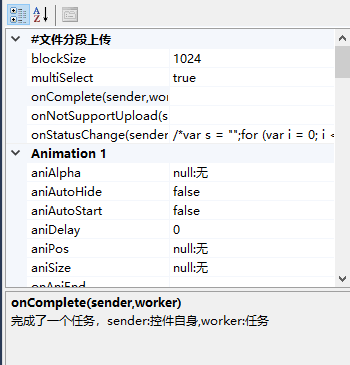 #文件分段上传
blockSize 1024
multiSelect true
onComplete(sender,wor
onNotSupportUpload(s
onStatusChange(sender /*var s = "";for (var i = 0; i <
Animation 1
aniAlpha null:无
aniAutoHide false
aniAutoStart false
aniDelay 0
aniPos null:无
aniSize null:无
onAniEnd
onComplete(sender,worker)
完成了一个任务，sender:控件自身,worker:任务